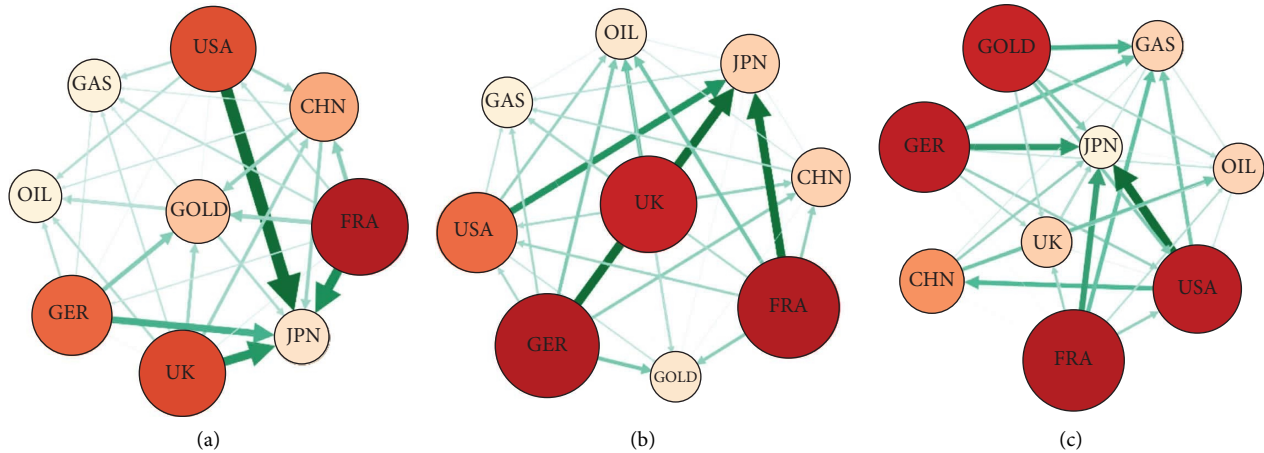 USA
GAS
CHN
OIL
GOLD
FRA
GER
JPN
UK
(a)
OIL
JPN
GAS
CHN
UK
USA
FRA
GER
GOLD
(b)
GOLD
GAS
GER
JPN
OIL
UK
CHN
USA
FRA
(c)